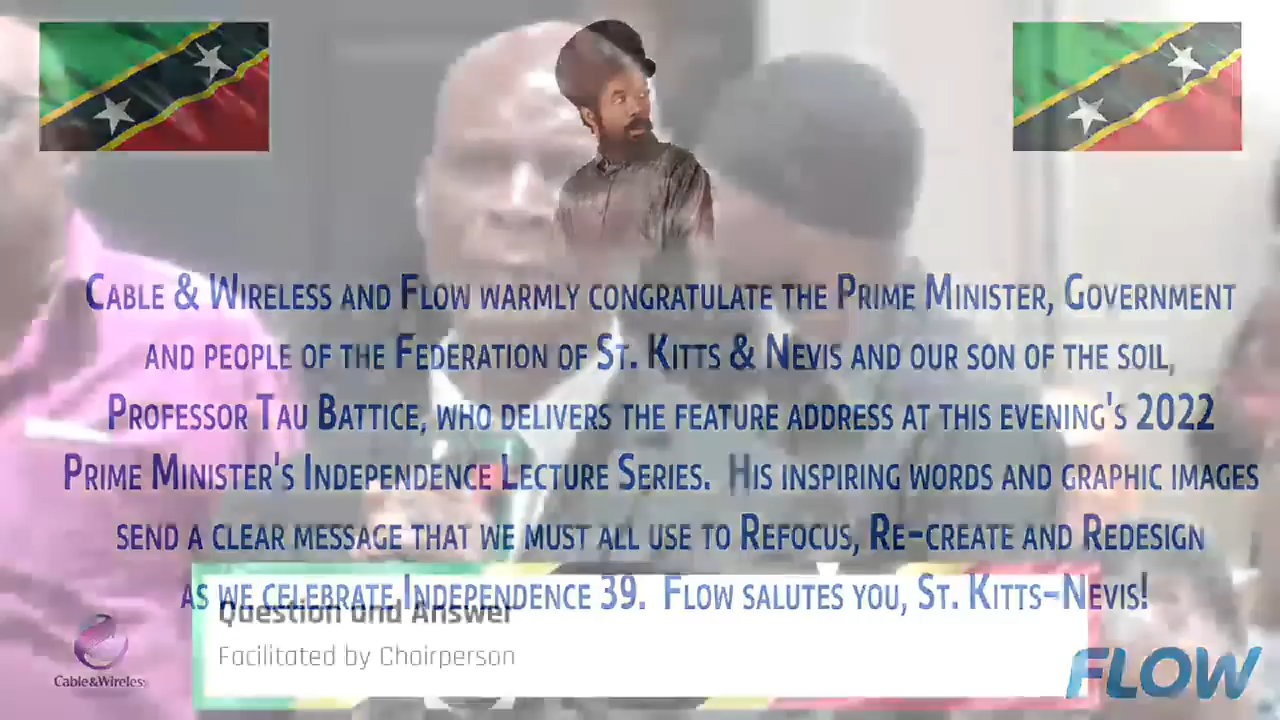 Cable & Wireless and Flow warmly congratulate the Prime Minister, Government
and people of the Federation of St. Kitts & Nevis and our son of the soil,
Professor Tau Battice, who delivers the feature address at this evening's 2022
Prime Minister's Independence Lecture Series. His inspiring words and graphic images
send a clear message that we must all use to Refocus, Re-create and Redesign
as we celebrate Independence 39. Flow salutes you, St. Kitts-Nevis!
Question and Answer
Facilitated by Chairperson
Cable&Wireless
FLOW